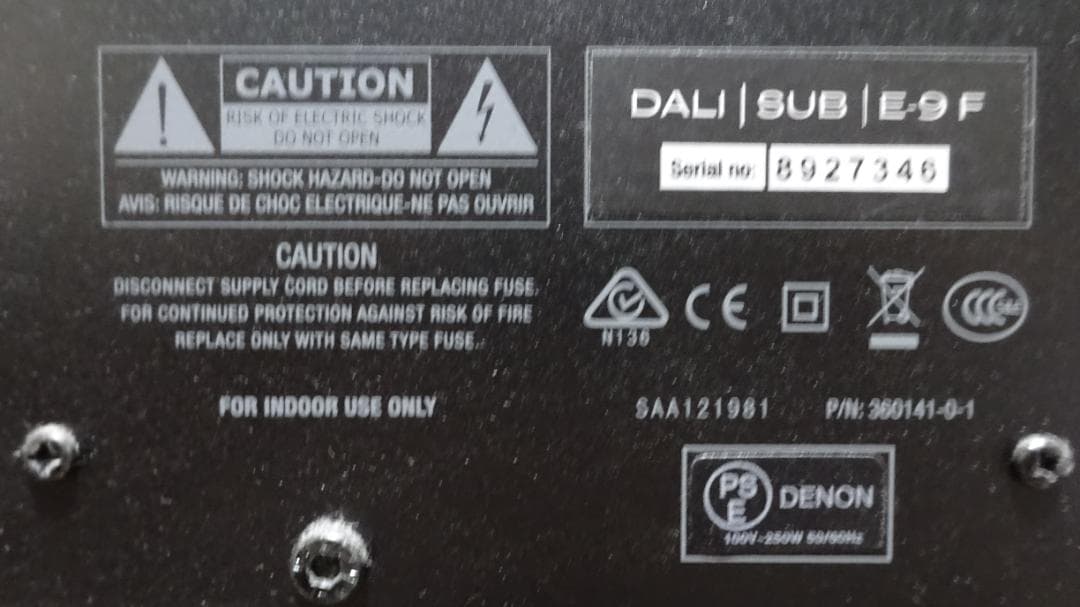 CAUTION
RISK OF ELECTRIC SHOCK
DO NOT OPEN
WARNING: SHOCK HAZARD-DO NOT OPEN
AVIS: RISQUE DE CHOC ELECTRIQUE-NE PAS OUVRIR
DALI | SUB | E-9 F
Serial no: 8927346
CAUTION
DISCONNECT SUPPLY CORD BEFORE REPLACING FUSE.
FOR CONTINUED PROTECTION AGAINST RISK OF FIRE
REPLACE ONLY WITH SAME TYPE FUSE.
FOR INDOOR USE ONLY
N136
CE
CCC
SAA121981
P/N: 360141-0-1
PSE
DENON
100V~250W 50/60Hz